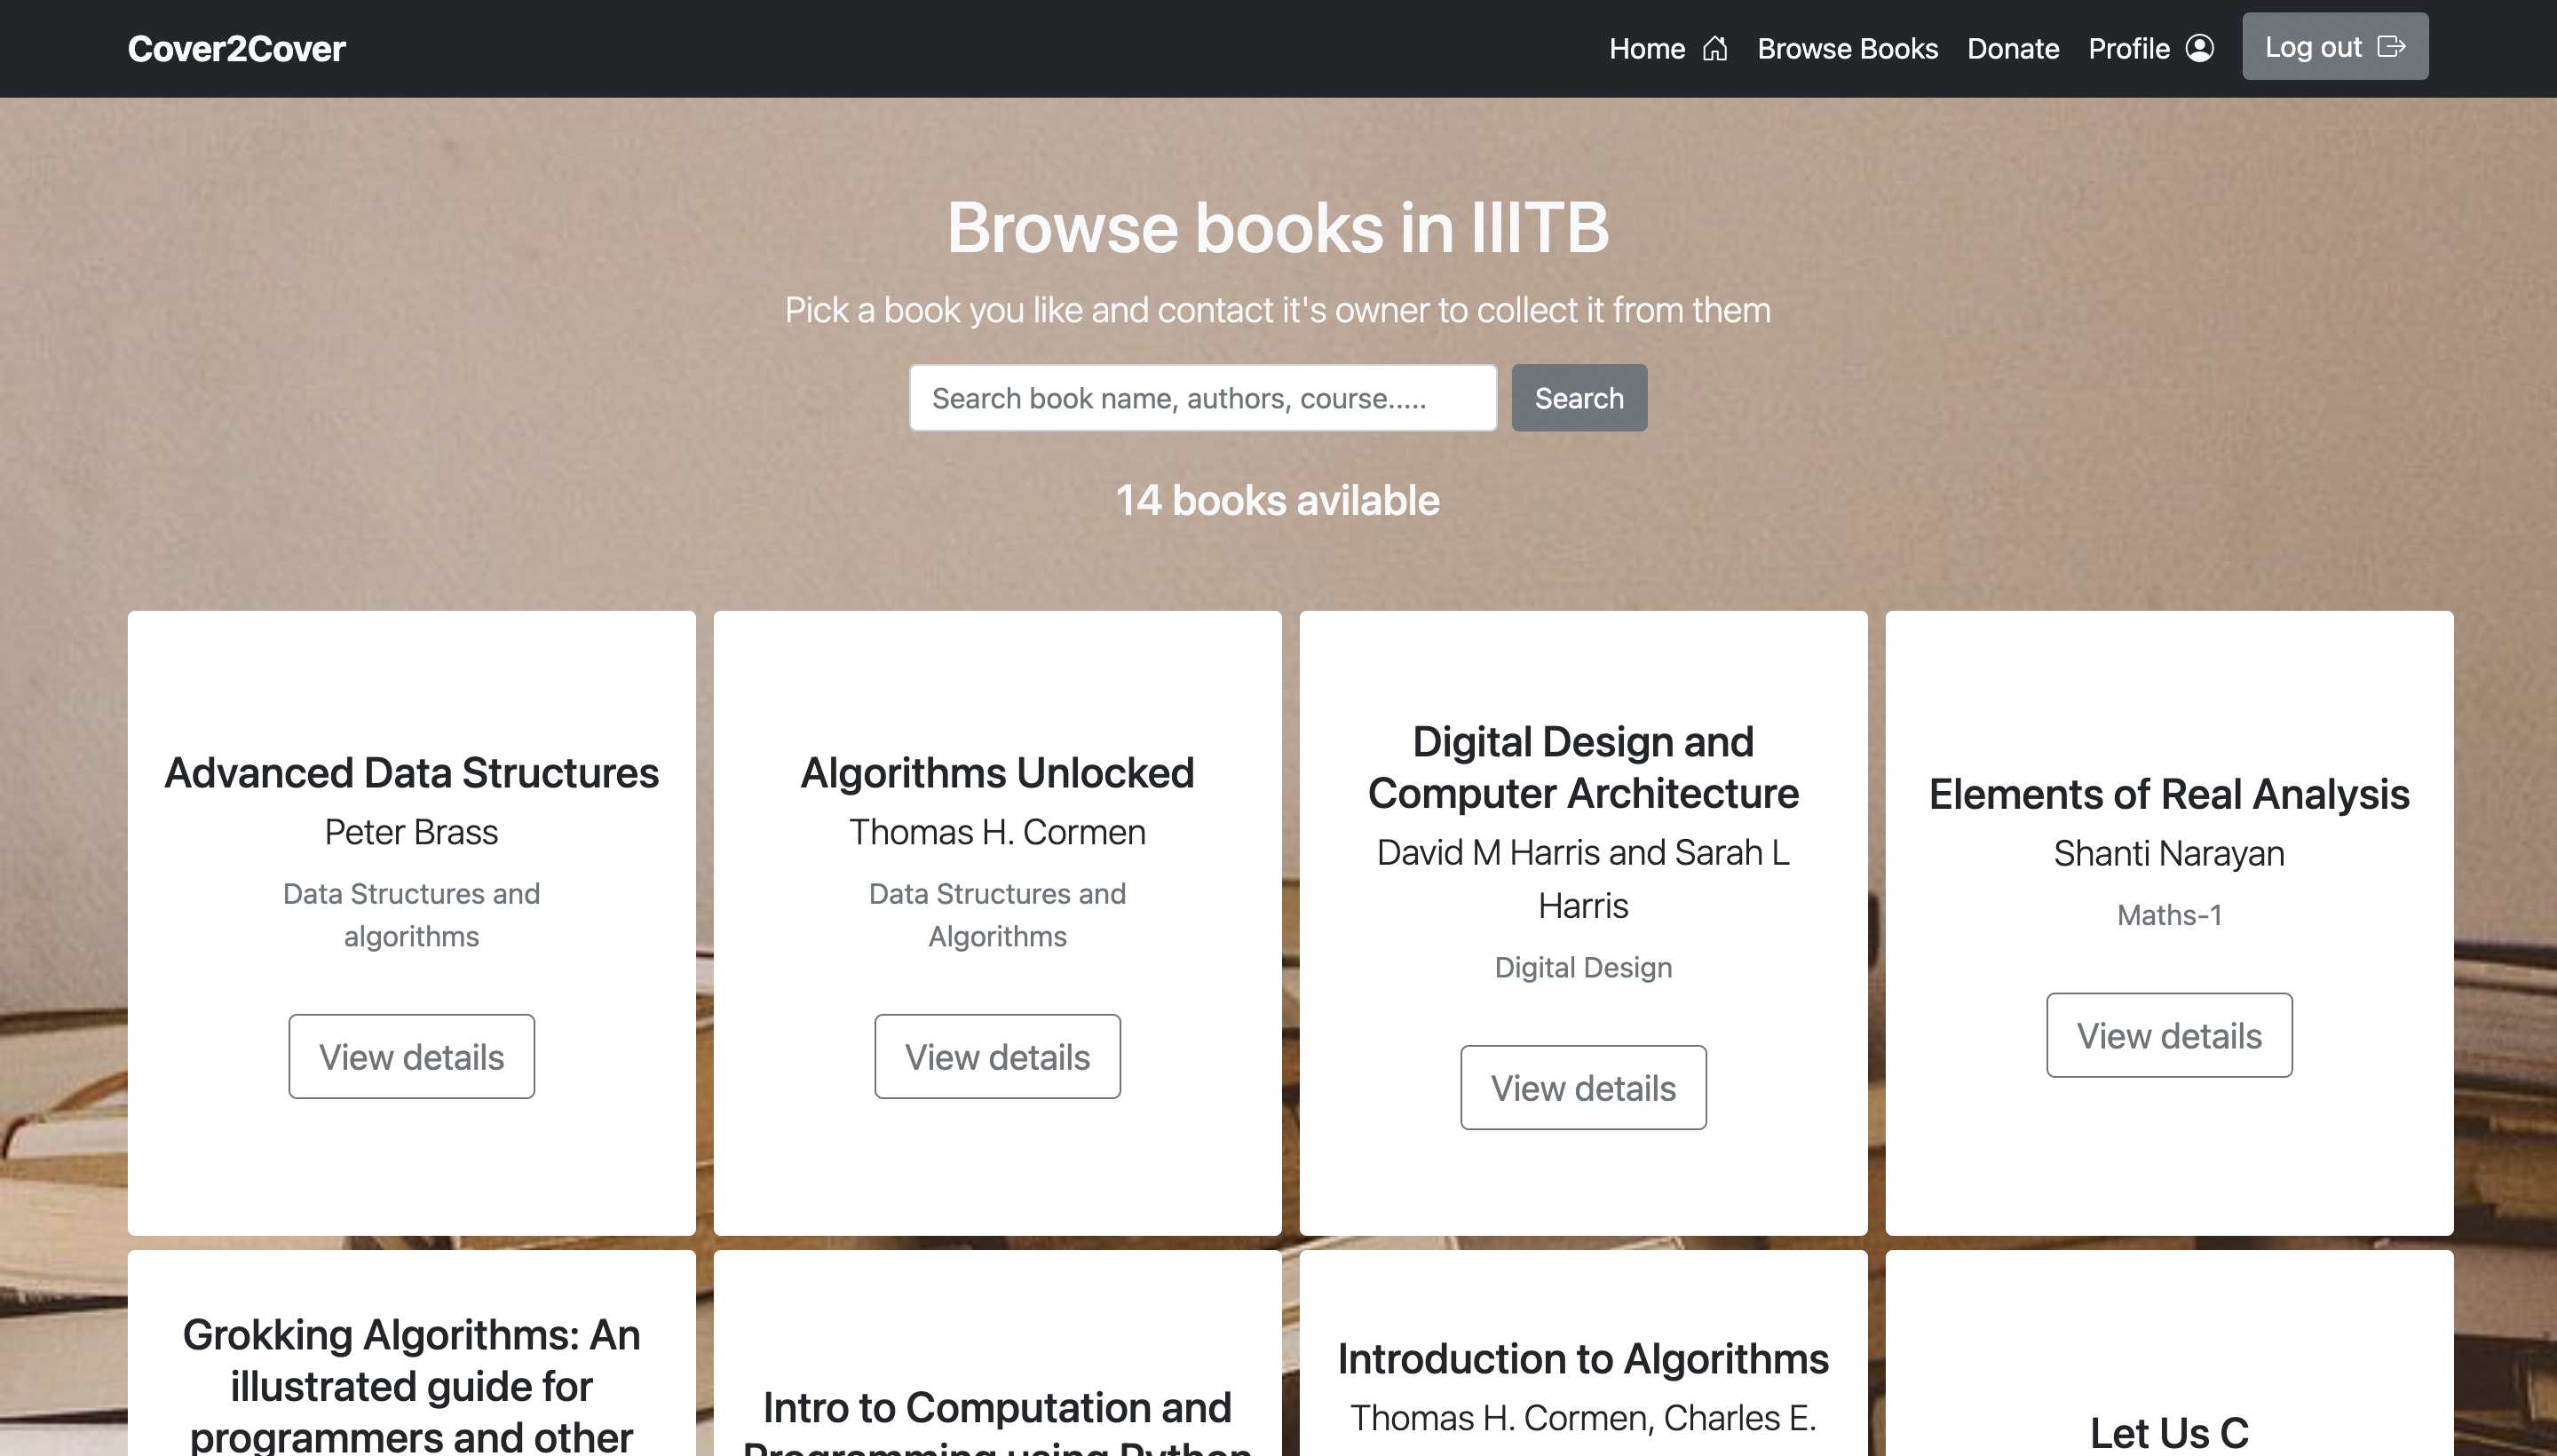 Cover2Cover
Home
Browse Books
Donate
Profile
Log out
Browse books in IIITB
Pick a book you like and contact it's owner to collect it from them
Search book name, authors, course.....
Search
14 books avilable
Advanced Data Structures
Peter Brass
Data Structures and
algorithms
View details
Algorithms Unlocked
Thomas H. Cormen
Data Structures and
Algorithms
View details
Digital Design and
Computer Architecture
David M Harris and Sarah L
Harris
Digital Design
View details
Elements of Real Analysis
Shanti Narayan
Maths-1
View details
Grokking Algorithms: An
illustrated guide for
programmers and other
Intro to Computation and
Programming using Python
Introduction to Algorithms
Thomas H. Cormen, Charles E.
Let Us C